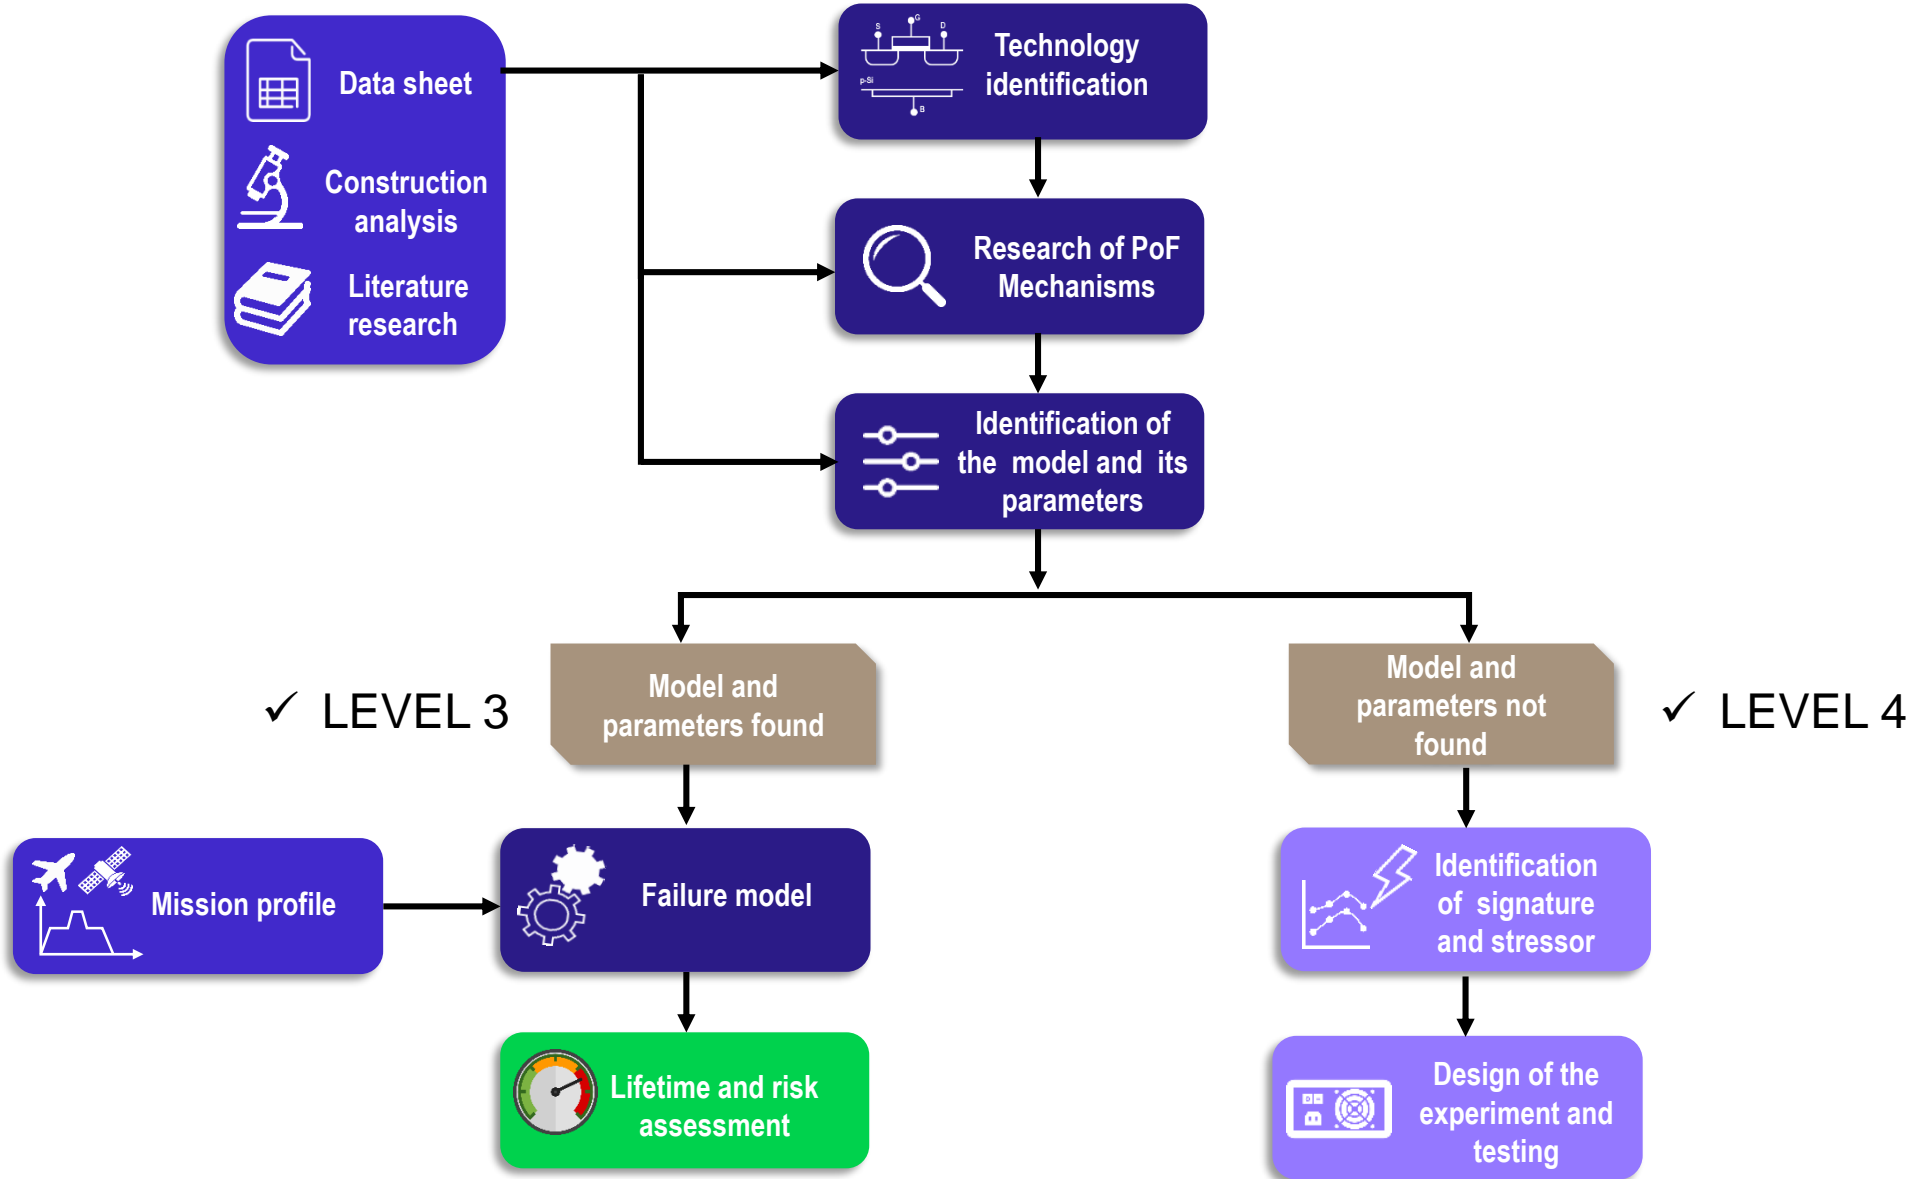 Data sheet
Construction
analysis
Literature
research
S
G
D
p-Si
B
Technology
identification
Research of PoF
Mechanisms
Identification of
the model and its
parameters
✓ LEVEL 3
Model and
parameters found
Model and
parameters not
found
✓ LEVEL 4
Mission profile
Failure model
Identification
of signature
and stressor
Lifetime and risk
assessment
Design of the
experiment and
testing